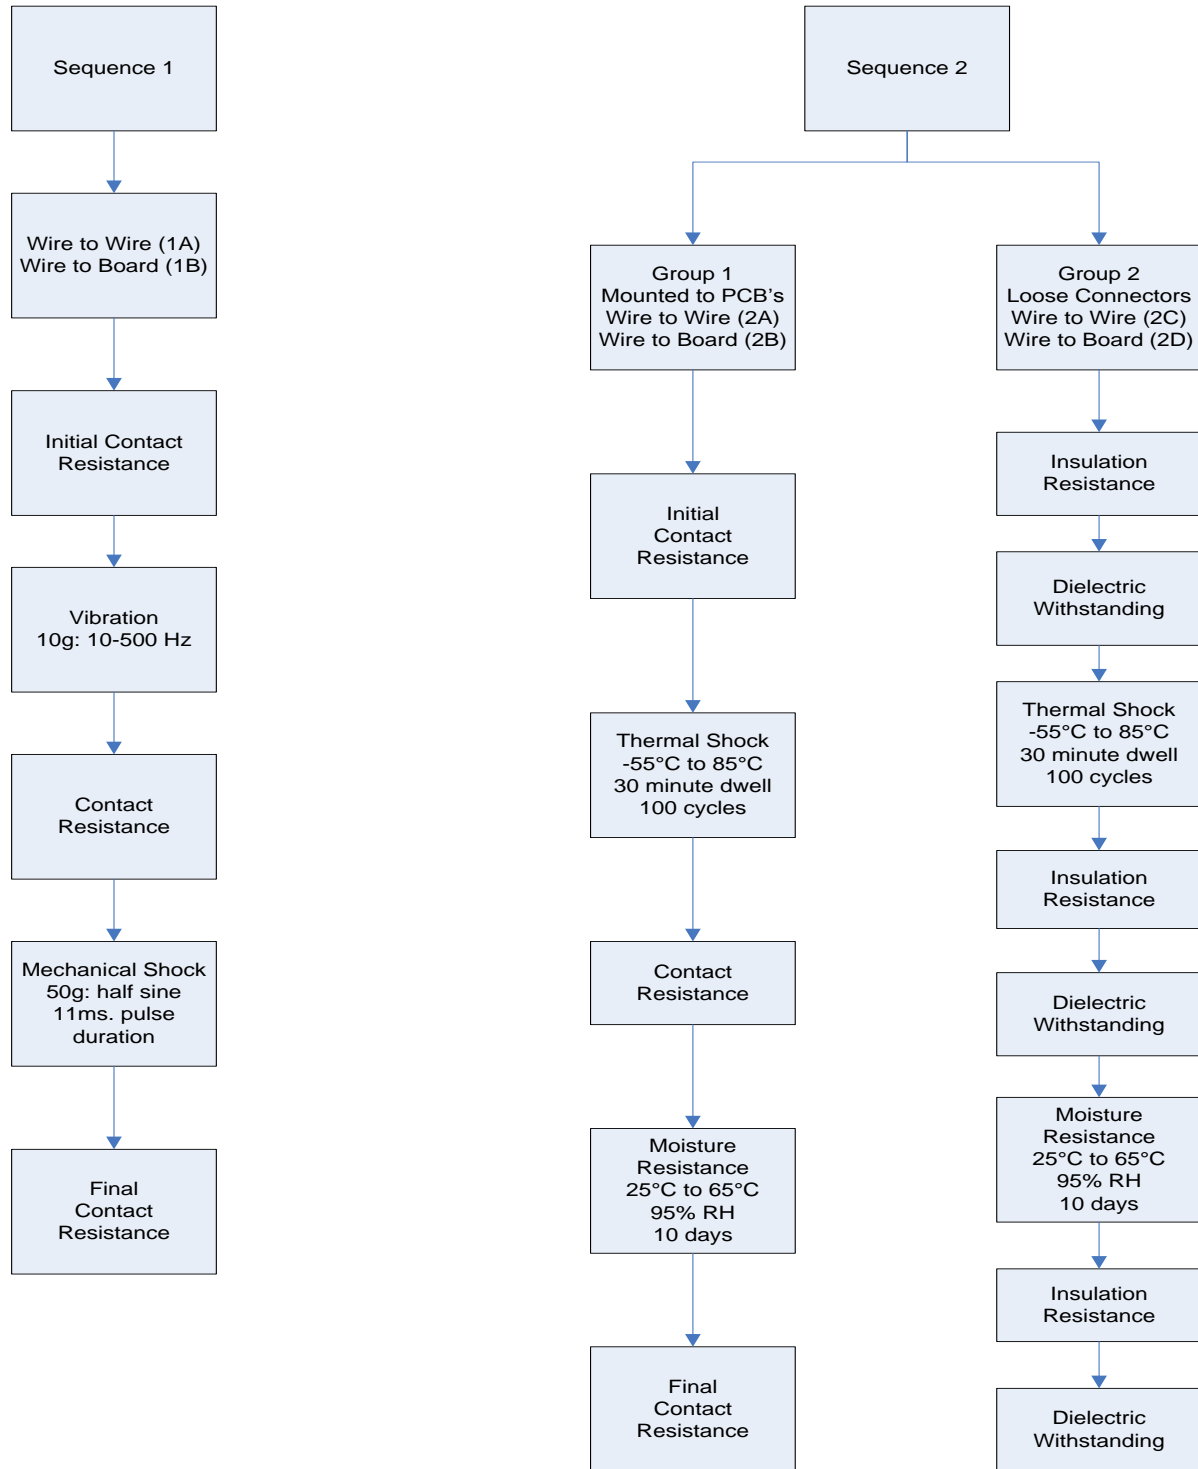 Sequence 1
Wire to Wire (1A)
Wire to Board (1B)
Initial Contact
Resistance
Vibration
10g: 10-500 Hz
Contact
Resistance
Mechanical Shock
50g: half sine
11ms. pulse
duration
Final
Contact
Resistance
Sequence 2
Group 1
Mounted to PCB’s
Wire to Wire (2A)
Wire to Board (2B)
Initial
Contact
Resistance
Thermal Shock
-55°C to 85°C
30 minute dwell
100 cycles
Contact
Resistance
Moisture
Resistance
25°C to 65°C
95% RH
10 days
Final
Contact
Resistance
Group 2
Loose Connectors
Wire to Wire (2C)
Wire to Board (2D)
Insulation
Resistance
Dielectric
Withstanding
Thermal Shock
-55°C to 85°C
30 minute dwell
100 cycles
Insulation
Resistance
Dielectric
Withstanding
Moisture
Resistance
25°C to 65°C
95% RH
10 days
Insulation
Resistance
Dielectric
Withstanding